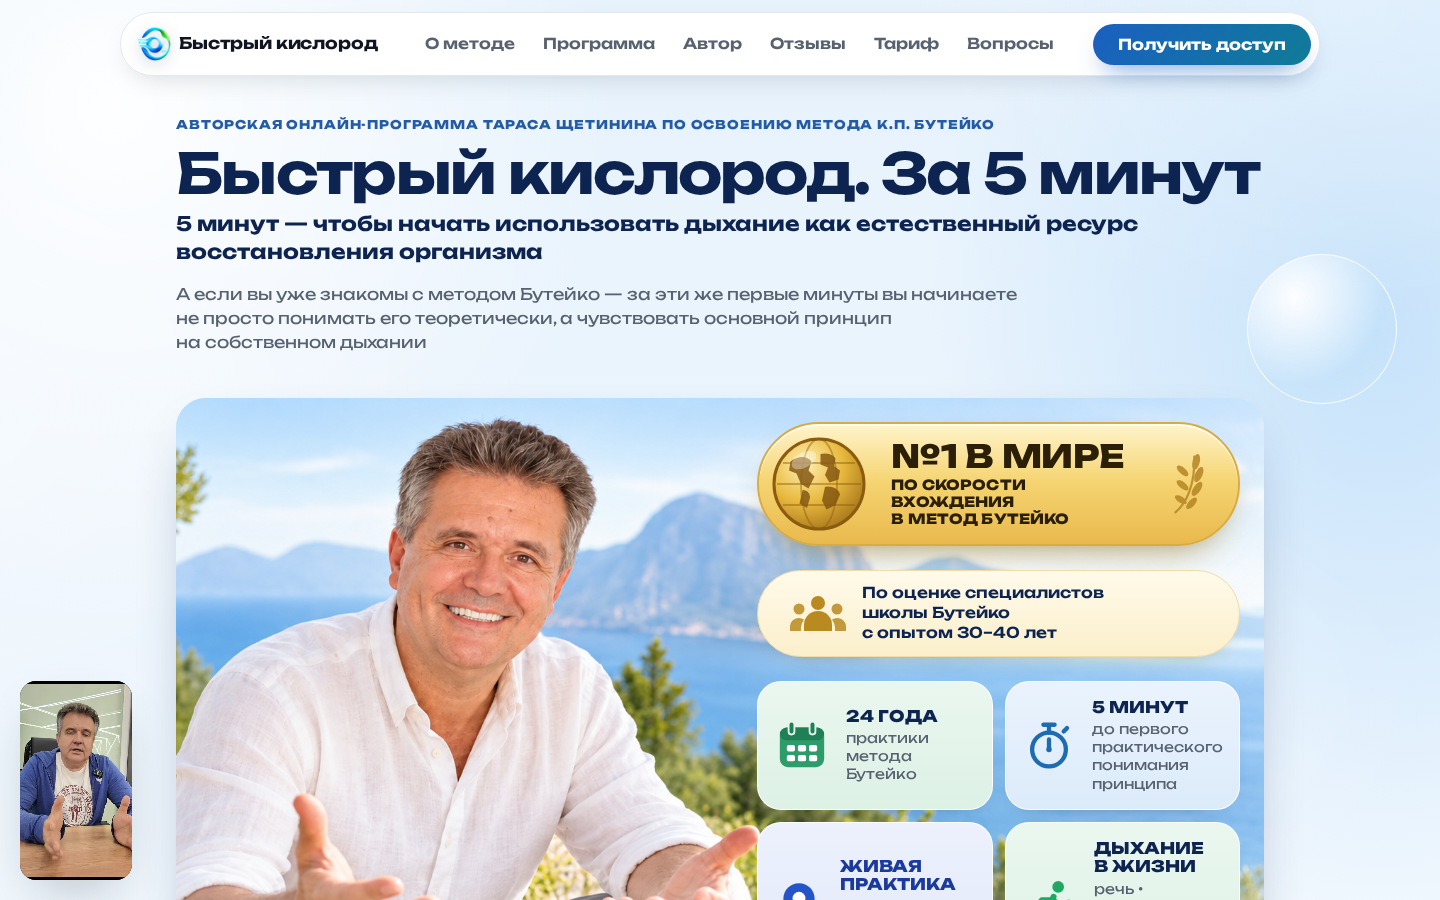 Быстрый кислород
О методе
Программа
Автор
Отзывы
Тариф
Вопросы
Получить доступ
АВТОРСКАЯ ОНЛАЙН-ПРОГРАММА ТАРАСА ЩЕТИНИНА ПО ОСВОЕНИЮ МЕТОДА К.П. БУТЕЙКО
Быстрый кислород. За 5 минут
5 минут — чтобы начать использовать дыхание как естественный ресурс
восстановления организма
А если вы уже знакомы с методом Бутейко — за эти же первые минуты вы начинаете
не просто понимать его теоретически, а чувствовать основной принцип
на собственном дыхании
№1 В МИРЕ
ПО СКОРОСТИ
ВХОЖДЕНИЯ
В МЕТОД БУТЕЙКО
По оценке специалистов
школы Бутейко
с опытом 30–40 лет
24 ГОДА
практики
метода
Бутейко
5 МИНУТ
до первого
практического
понимания
принципа
ЖИВАЯ
ПРАКТИКА
ДЫХАНИЕ
В ЖИЗНИ
речь •